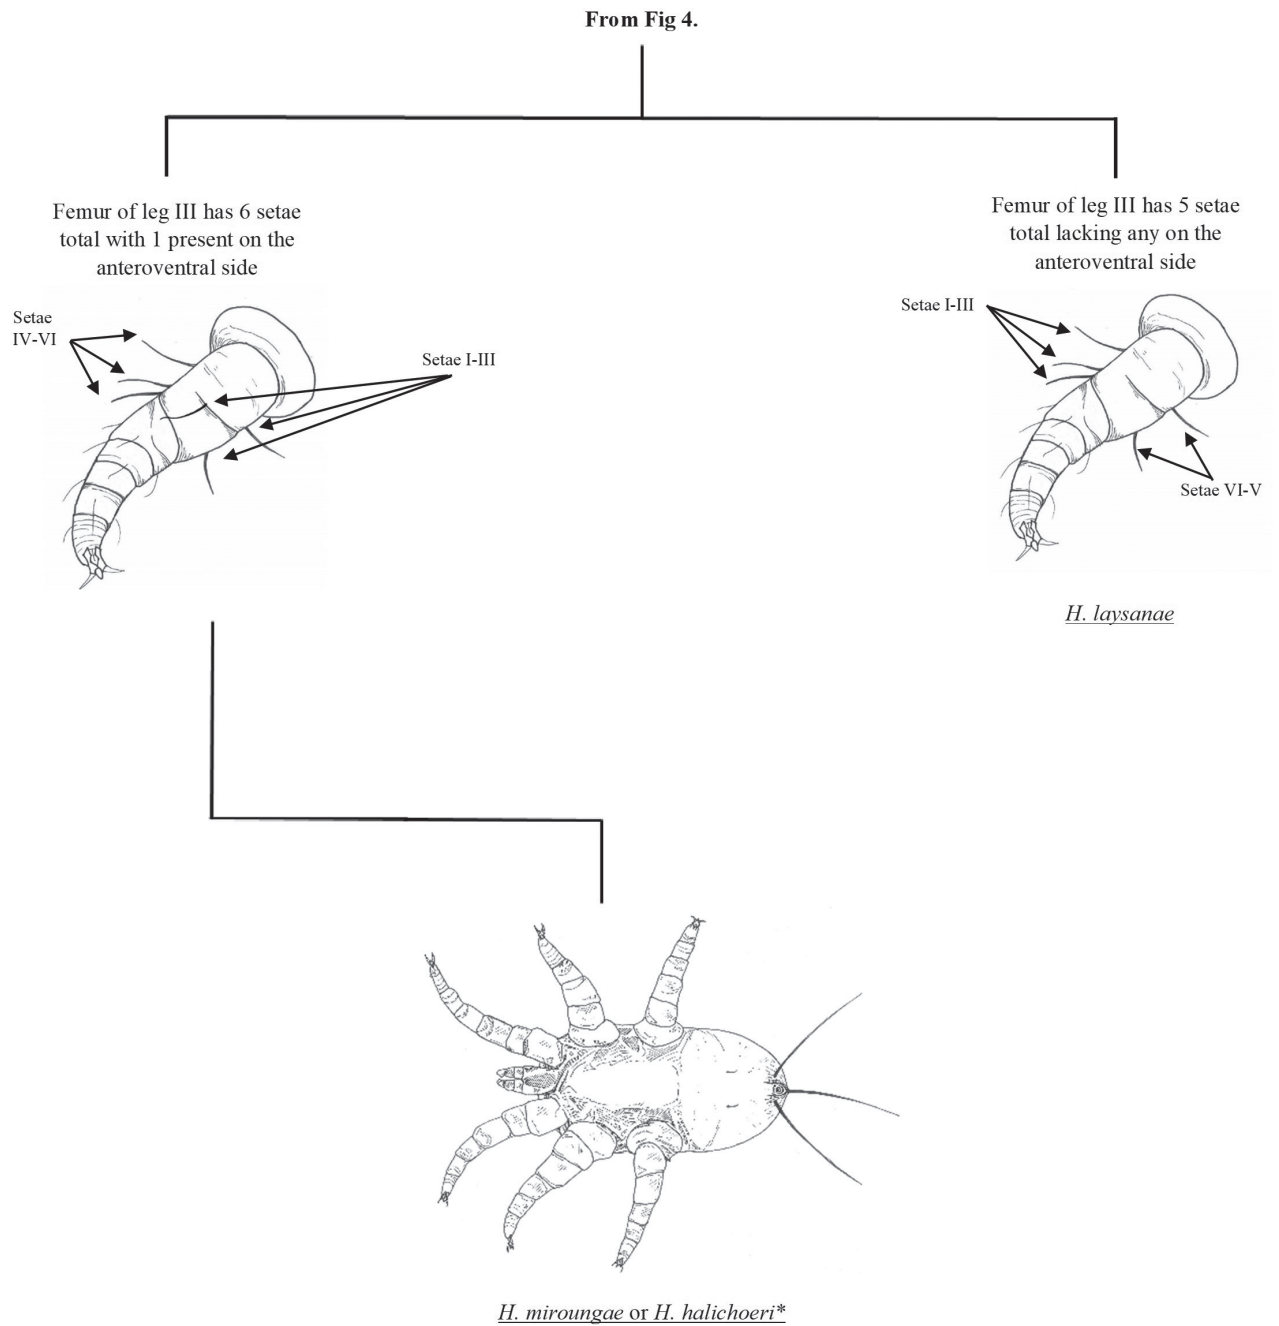 From Fig 4.
Femur of leg III has 6 setae
total with 1 present on the
anteroventral side
Setae
IV-VI
Setae I-III
Femur of leg III has 5 setae
total lacking any on the
anteroventral side
Setae I-III
Setae VI-V
H. laysanae
H. miroungae or H. halichoeri*